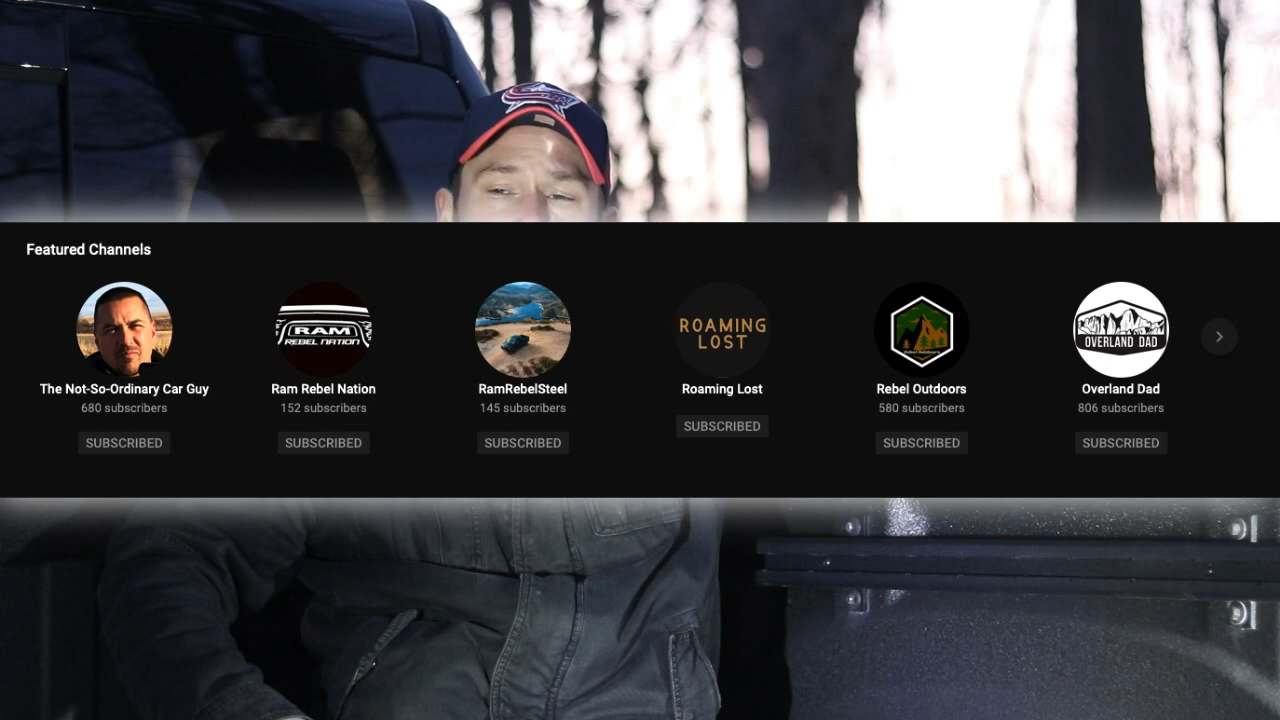 Featured Channels
RAM
REBEL NATION
ROAMING
LOST
Rebel Outdoors
OVERLAND DAD
The Not-So-Ordinary Car Guy
Ram Rebel Nation
RamRebelSteel
Roaming Lost
Rebel Outdoors
Overland Dad
680 subscribers
152 subscribers
145 subscribers
580 subscribers
806 subscribers
SUBSCRIBED
SUBSCRIBED
SUBSCRIBED
SUBSCRIBED
SUBSCRIBED
SUBSCRIBED